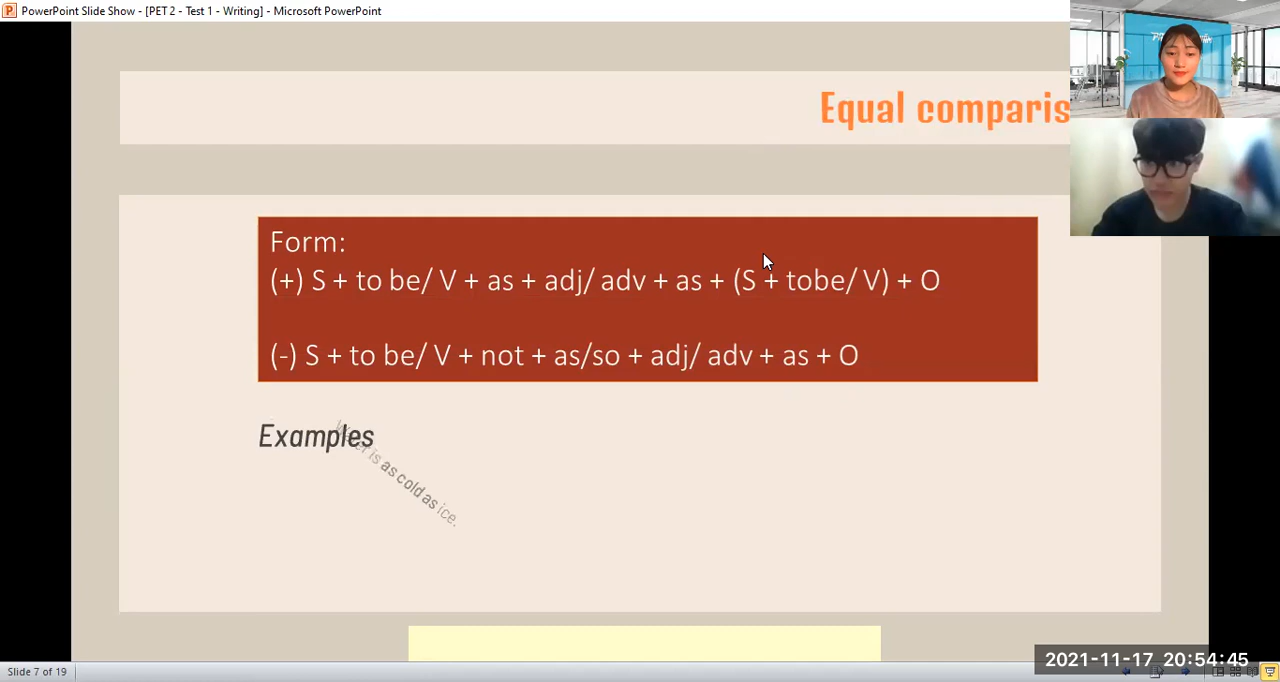 PowerPoint Slide Show - [PET 2 - Test 1 - Writing] - Microsoft PowerPoint
Equal comparis
Form:
(+) S + to be/ V + as + adj/ adv + as + (S + tobe/ V) + O
(-) S + to be/ V + not + as/so + adj/ adv + as + O
Examples
is as cold as ice.
2021-11-17 20:54:45
Slide 7 of 19